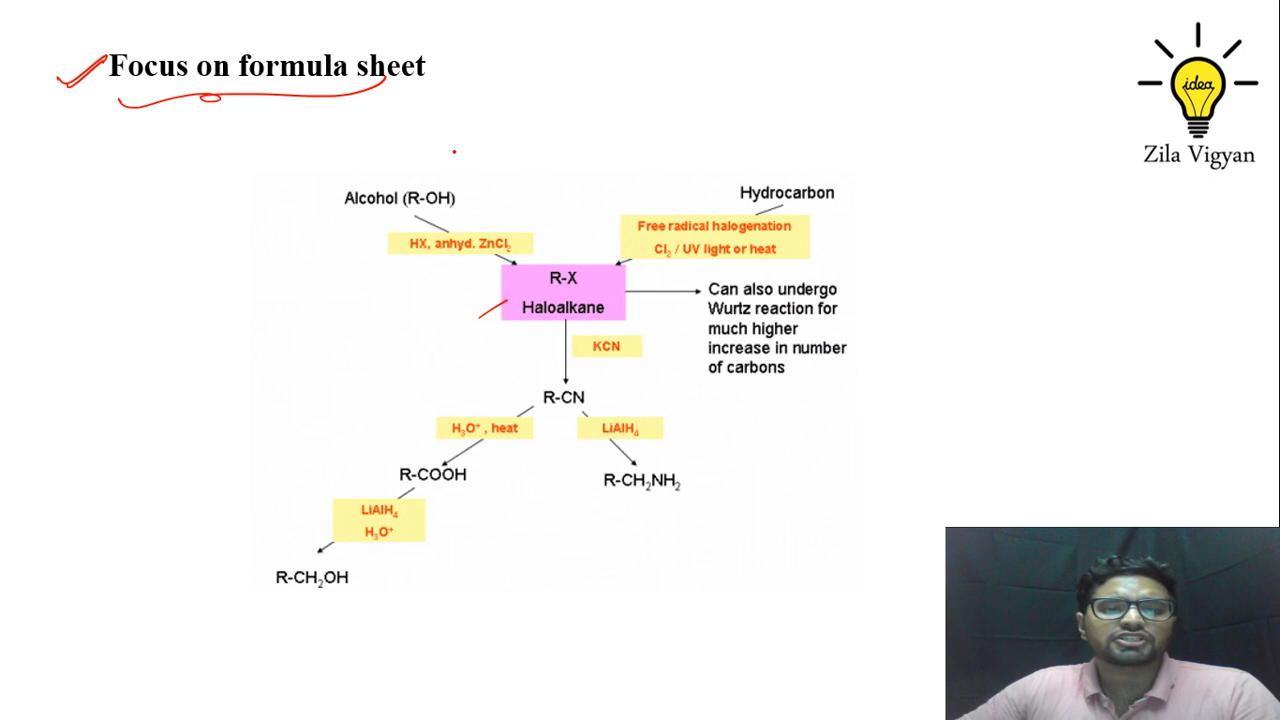 Focus on formula sheet
idea
Zila Vigyan
Alcohol (R-OH)
Hydrocarbon
HX, anhyd. ZnCl₂
Free radical halogenation
Cl₂ / UV light or heat
R-X
Haloalkane
Can also undergo
Wurtz reaction for
much higher
increase in number
of carbons
KCN
R-CN
H₃O⁺ , heat
LiAlH₄
R-COOH
R-CH₂NH₂
LiAlH₄
H₃O⁺
R-CH₂OH